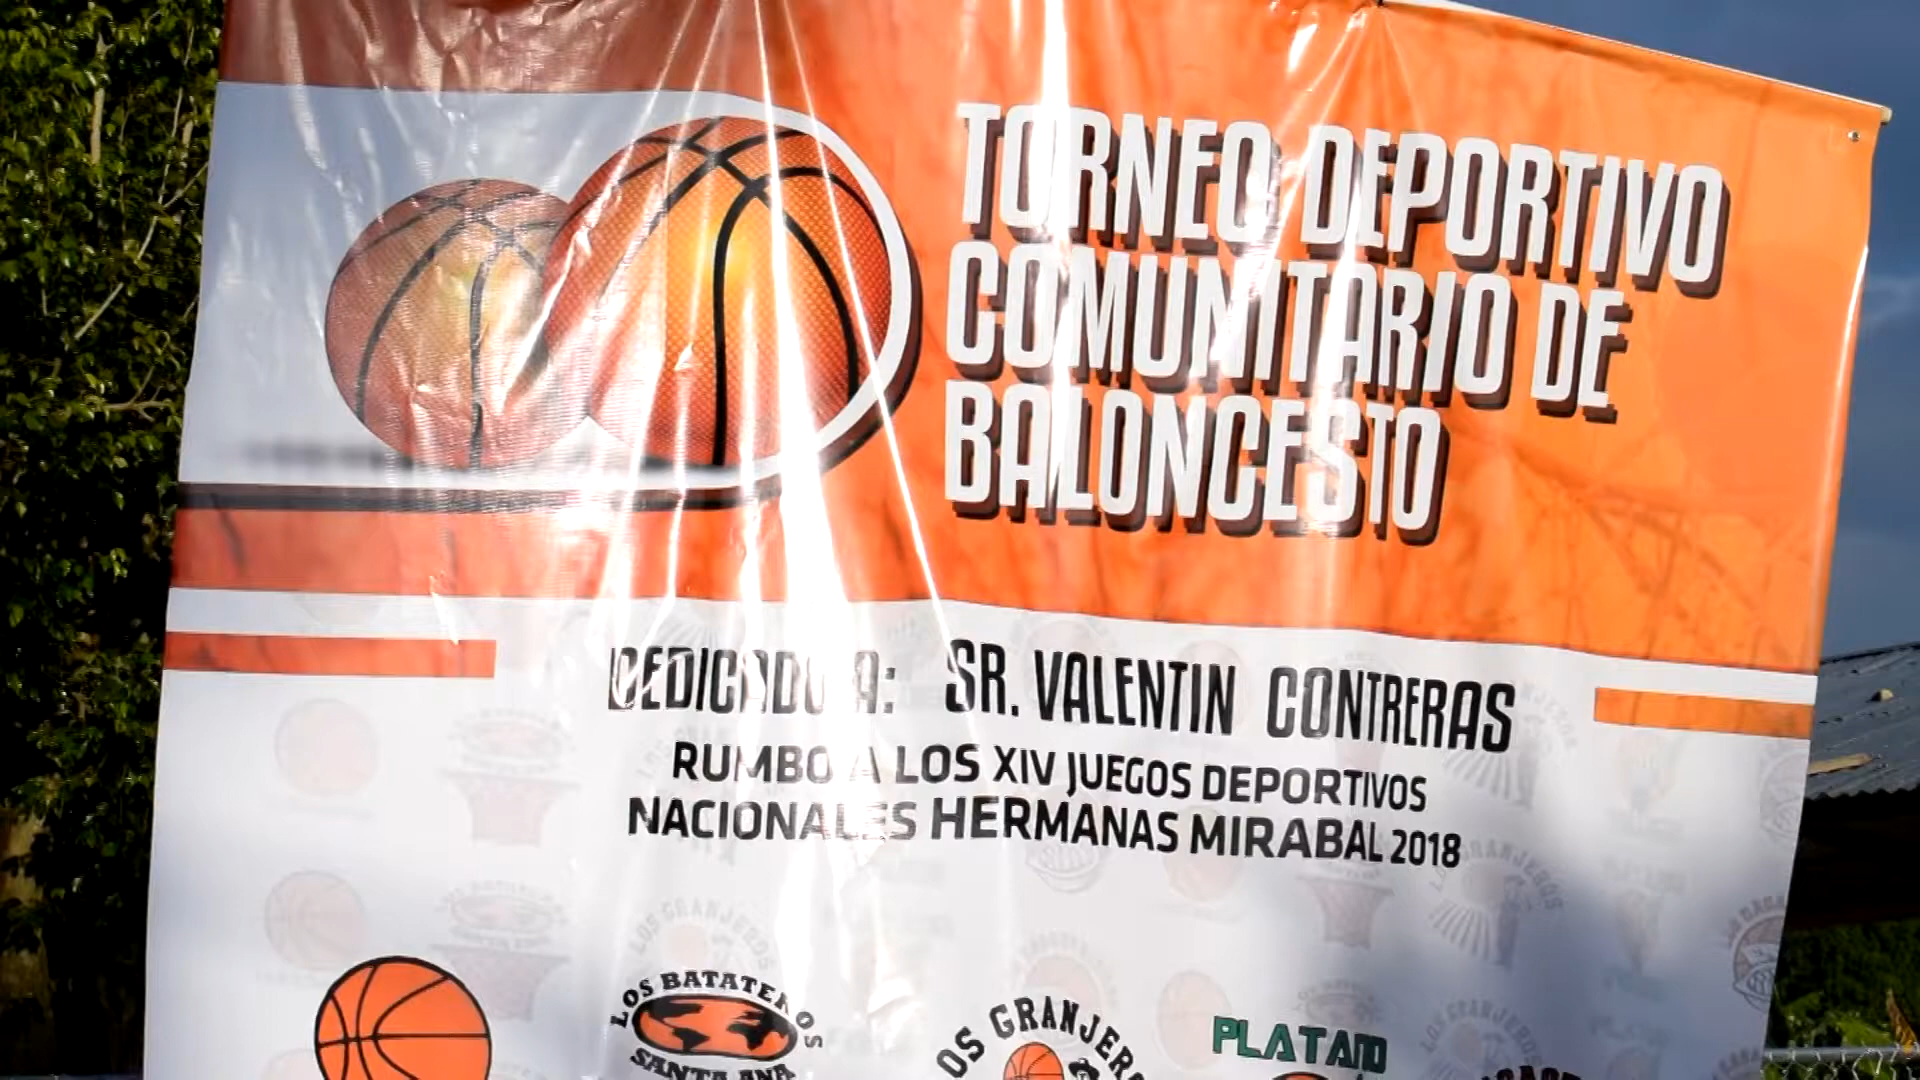 TORNEO DEPORTIVO
COMUNITARIO DE
BALONCESTO
DEDICADO A: SR. VALENTIN CONTRERAS
RUMBO A LOS XIV JUEGOS DEPORTIVOS
NACIONALES HERMANAS MIRABAL 2018
LOS BATATEROS
SANTA ANA
LOS GRANJEROS
PLATANO